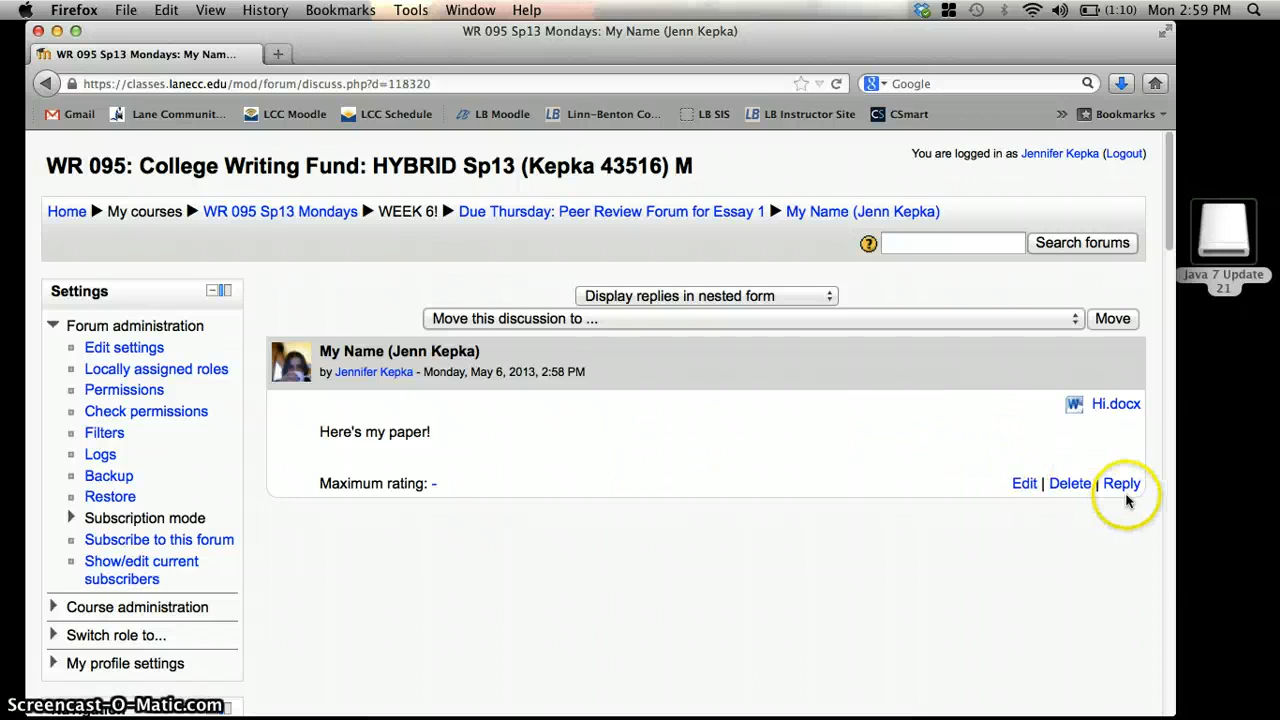 Firefox File Edit View History Bookmarks Tools Window Help (1:10) Mon 2:59 PM
WR 095 Sp13 Mondays: My Name (Jenn Kepka)
WR 095 Sp13 Mondays: My Nam...
https://classes.lanecc.edu/mod/forum/discuss.php?d=118320 Google
Gmail Lane Communit... LCC Moodle LCC Schedule LB Moodle Linn-Benton Co... LB SIS LB Instructor Site CSmart Bookmarks
You are logged in as Jennifer Kepka (Logout)
WR 095: College Writing Fund: HYBRID Sp13 (Kepka 43516) M
Home ▶ My courses ▶ WR 095 Sp13 Mondays ▶ WEEK 6! ▶ Due Thursday: Peer Review Forum for Essay 1 ▶ My Name (Jenn Kepka)
Search forums
Java 7 Update
21
Settings
Forum administration
Edit settings
Locally assigned roles
Permissions
Check permissions
Filters
Logs
Backup
Restore
Subscription mode
Subscribe to this forum
Show/edit current
subscribers
Course administration
Switch role to...
My profile settings
Display replies in nested form
Move this discussion to ... Move
My Name (Jenn Kepka)
by Jennifer Kepka - Monday, May 6, 2013, 2:58 PM
Hi.docx
Here's my paper!
Maximum rating: -
Edit | Delete | Reply
Screencast-O-Matic.com